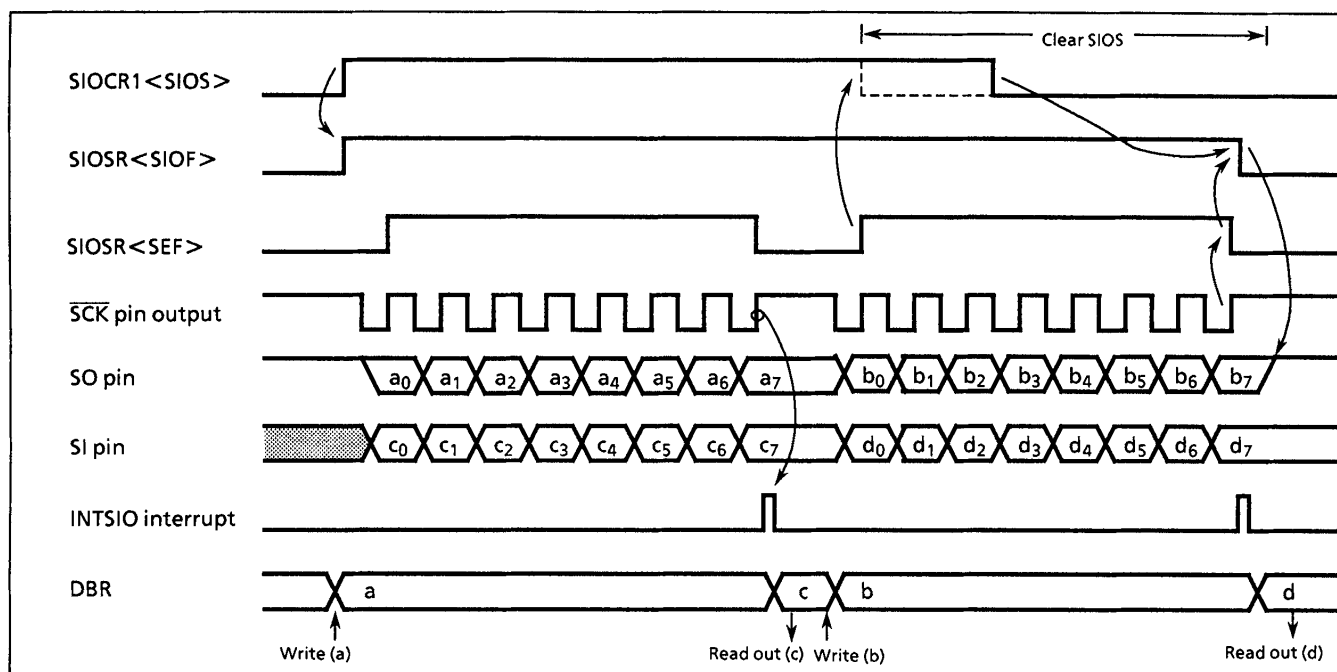 Clear SIOS
SIOCR1<SIOS>
SIOSR<SIOF>
SIOSR<SEF>
SCK pin output
SO pin a0 a1 a2 a3 a4 a5 a6 a7 b0 b1 b2 b3 b4 b5 b6 b7
SI pin c0 c1 c2 c3 c4 c5 c6 c7 d0 d1 d2 d3 d4 d5 d6 d7
INTSIO interrupt
DBR a c b d
Write (a) Read out (c) Write (b) Read out (d)